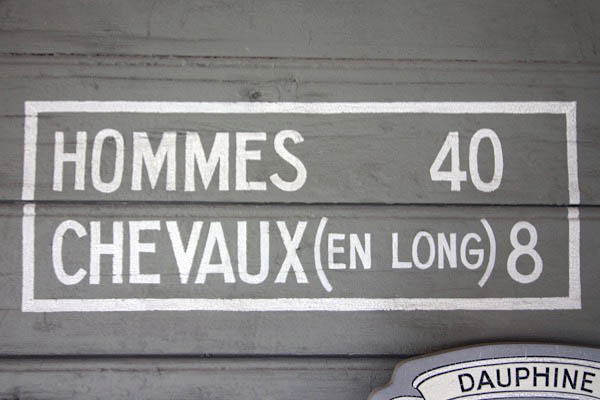 HOMMES 40
CHEVAUX (EN LONG) 8
DAUPHINE